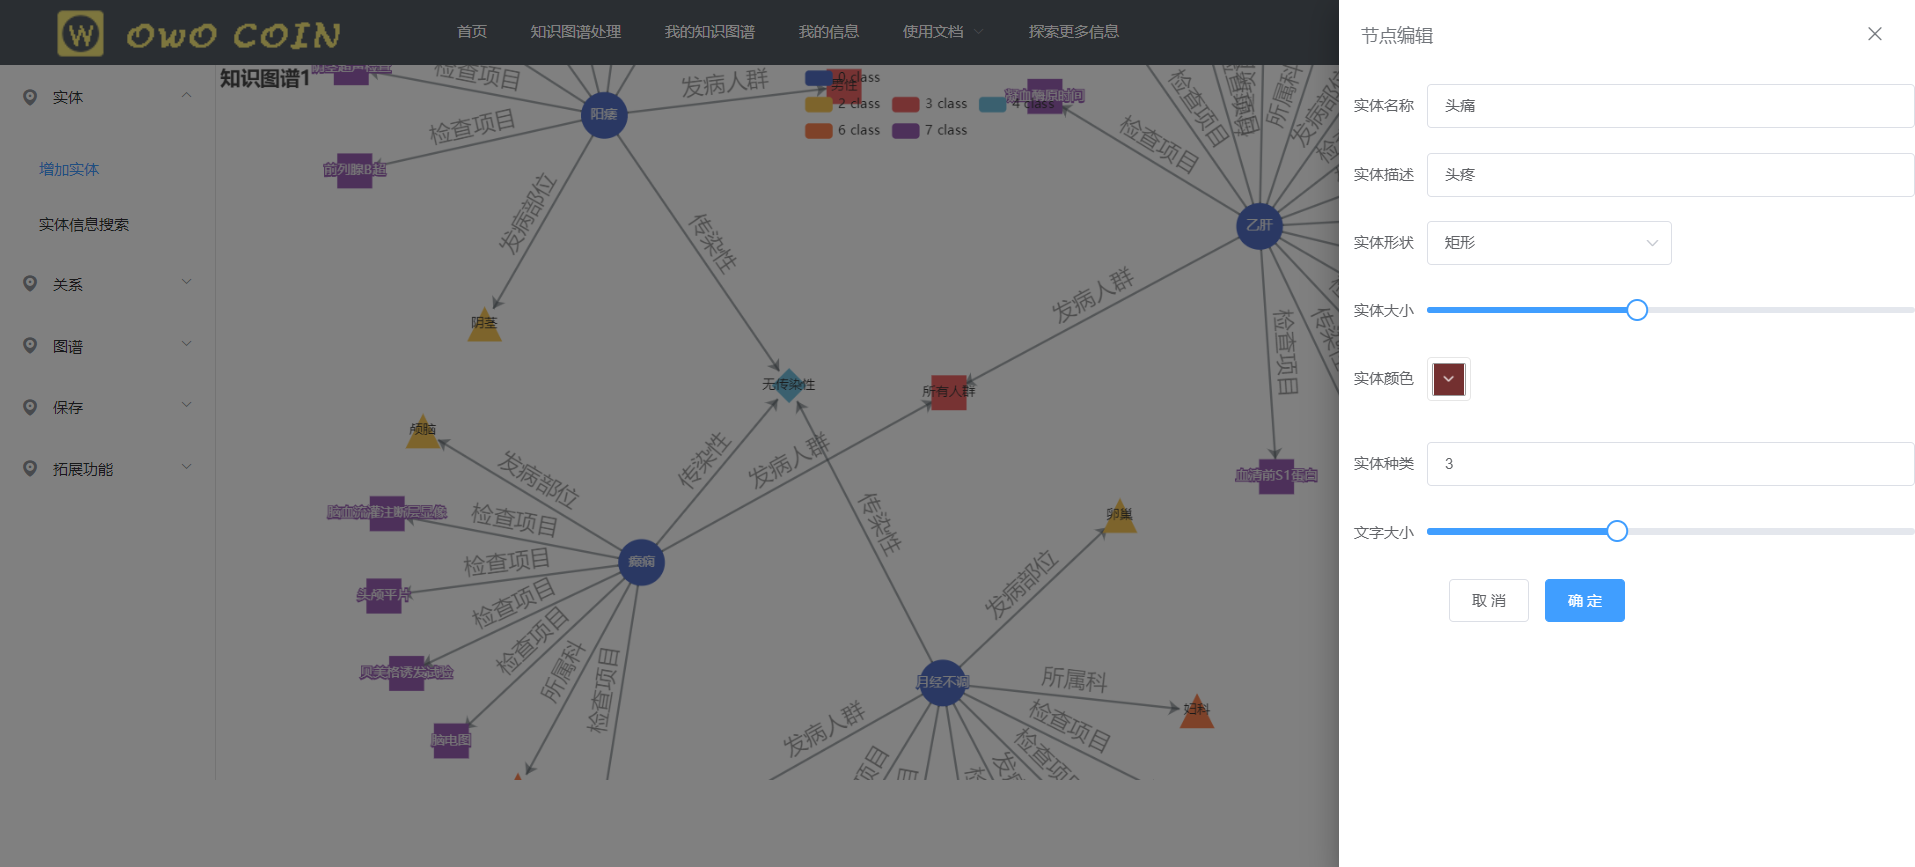 W OWO COIN
首页 知识图谱处理 我的知识图谱 我的信息 使用文档 探索更多信息
实体
增加实体
实体信息搜索
关系
图谱
保存
拓展功能
知识图谱1
0 class
2 class 3 class 4 class
6 class 7 class
检查项目
发病人群
男性
阳痿
检查项目
前列腺B超
发病部位
传染性
阴茎
凝血酶原时间
检查项目
检查项目
检查项目
所属科
发病部位
检查项目
乙肝
发病人群
检查项目
传染性
无传染性
所有人群
血清前S1蛋白
颅脑
发病部位
传染性
发病人群
传染性
脑血流灌注断层显像
检查项目
卵巢
癫痫
检查项目
头颅平片
检查项目
发病部位
检查项目
贝美格诱发试验
所属科
检查项目
脑电图
月经不调
所属科
妇科
发病人群
检查项目
检查项目
节点编辑
实体名称 头痛
实体描述 头疼
实体形状 矩形
实体大小
实体颜色
实体种类 3
文字大小
取 消 确 定